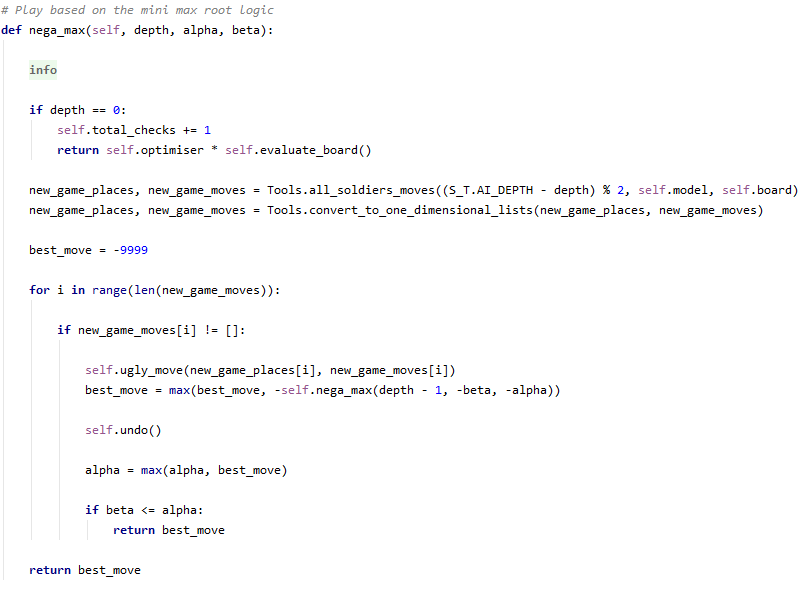 # Play based on the mini max root logic
def nega_max(self, depth, alpha, beta):
info
if depth == 0:
self.total_checks += 1
return self.optimiser * self.evaluate_board()
new_game_places, new_game_moves = Tools.all_soldiers_moves((S_T.AI_DEPTH - depth) % 2, self.model, self.board)
new_game_places, new_game_moves = Tools.convert_to_one_dimensional_lists(new_game_places, new_game_moves)
best_move = -9999
for i in range(len(new_game_moves)):
if new_game_moves[i] != []:
self.ugly_move(new_game_places[i], new_game_moves[i])
best_move = max(best_move, -self.nega_max(depth - 1, -beta, -alpha))
self.undo()
alpha = max(alpha, best_move)
if beta <= alpha:
return best_move
return best_move